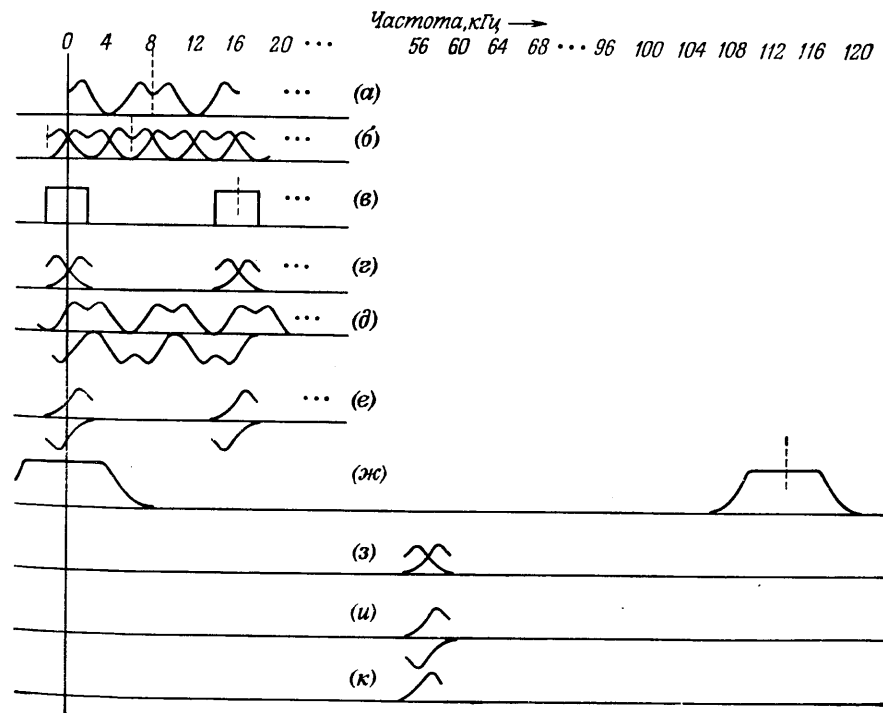 Частота, кГц
0 4 8 12 16 20 ··· 56 60 64 68 ··· 96 100 104 108 112 116 120
··· (а)
··· (б)
··· (в)
··· (г)
··· (д)
··· (е)
(ж)
(з)
(и)
(к)